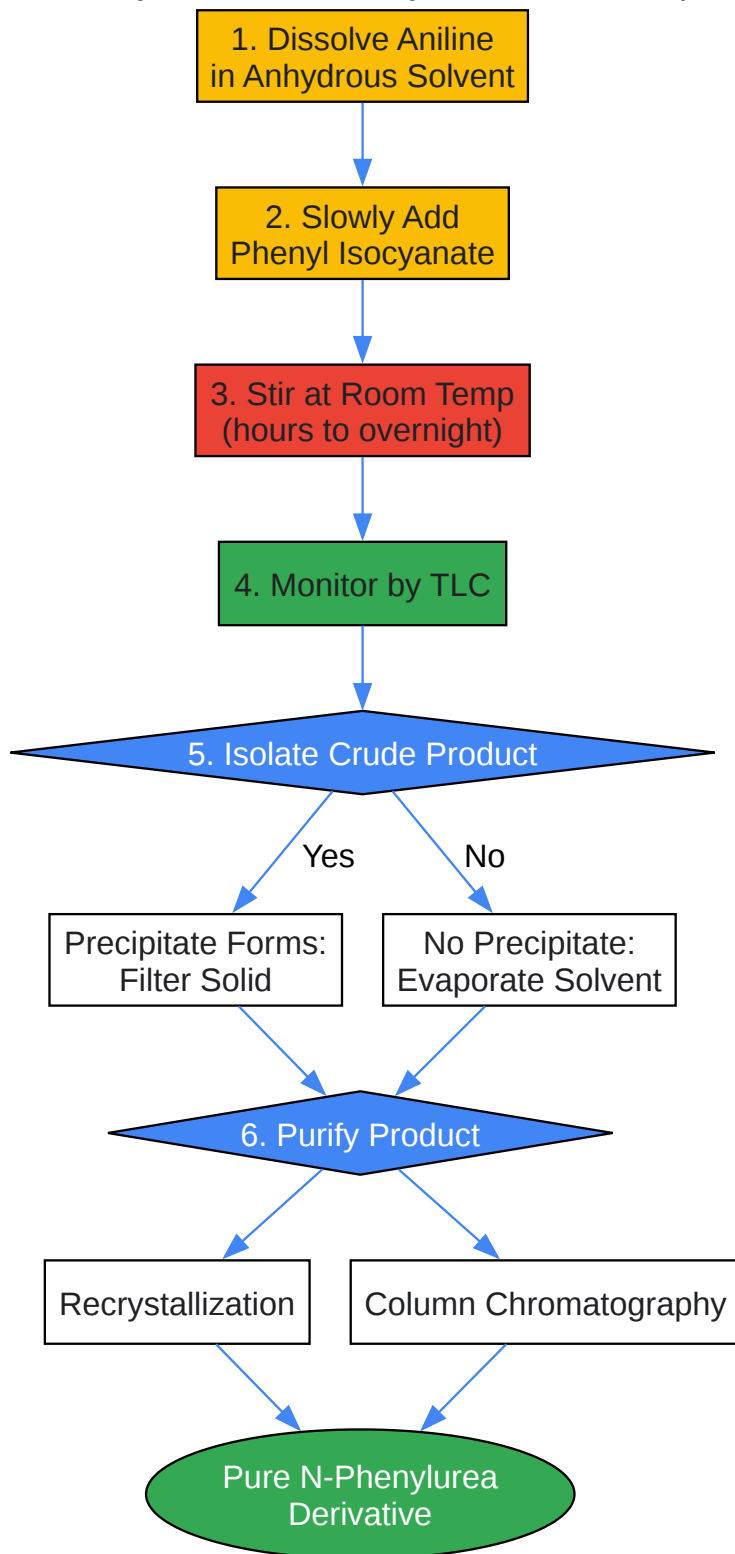 1. Dissolve Aniline
in Anhydrous Solvent
2. Slowly Add
Phenyl Isocyanate
3. Stir at Room Temp
(hours to overnight)
4. Monitor by TLC
5. Isolate Crude Product
Yes
No
Precipitate Forms:
Filter Solid
No Precipitate:
Evaporate Solvent
6. Purify Product
Recrystallization
Column Chromatography
Pure N-Phenylurea
Derivative